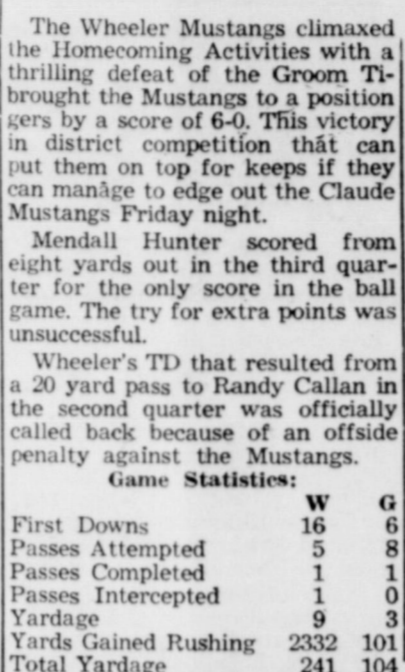 The Wheeler Mustangs climaxed
the Homecoming Activities with a
thrilling defeat of the Groom Ti-
brought the Mustangs to a position
gers by a score of 6-0. This victory
in district competition that can
put them on top for keeps if they
can manage to edge out the Claude
Mustangs Friday night.
Mendall Hunter scored from
eight yards out in the third quar-
ter for the only score in the ball
game. The try for extra points was
unsuccessful.
Wheeler's TD that resulted from
a 20 yard pass to Randy Callan in
the second quarter was officially
called back because of an offside
penalty against the Mustangs.
Game Statistics:
W G
First Downs 16 6
Passes Attempted 5 8
Passes Completed 1 1
Passes Intercepted 1 0
Yardage 9 3
Yards Gained Rushing 2332 101
Total Yardage 241 104